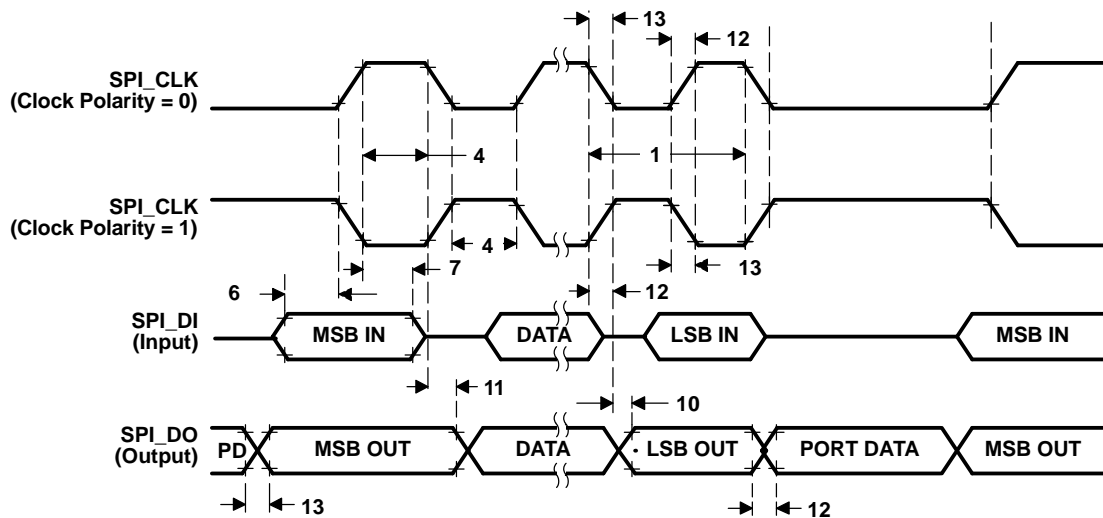 13
12
SPI_CLK
(Clock Polarity = 0)
4
1
SPI_CLK
(Clock Polarity = 1)
4
7
13
6
12
SPI_DI
(Input)
MSB IN
DATA
LSB IN
MSB IN
11
10
SPI_DO
(Output)
PD
MSB OUT
DATA
LSB OUT
PORT DATA
MSB OUT
13
12